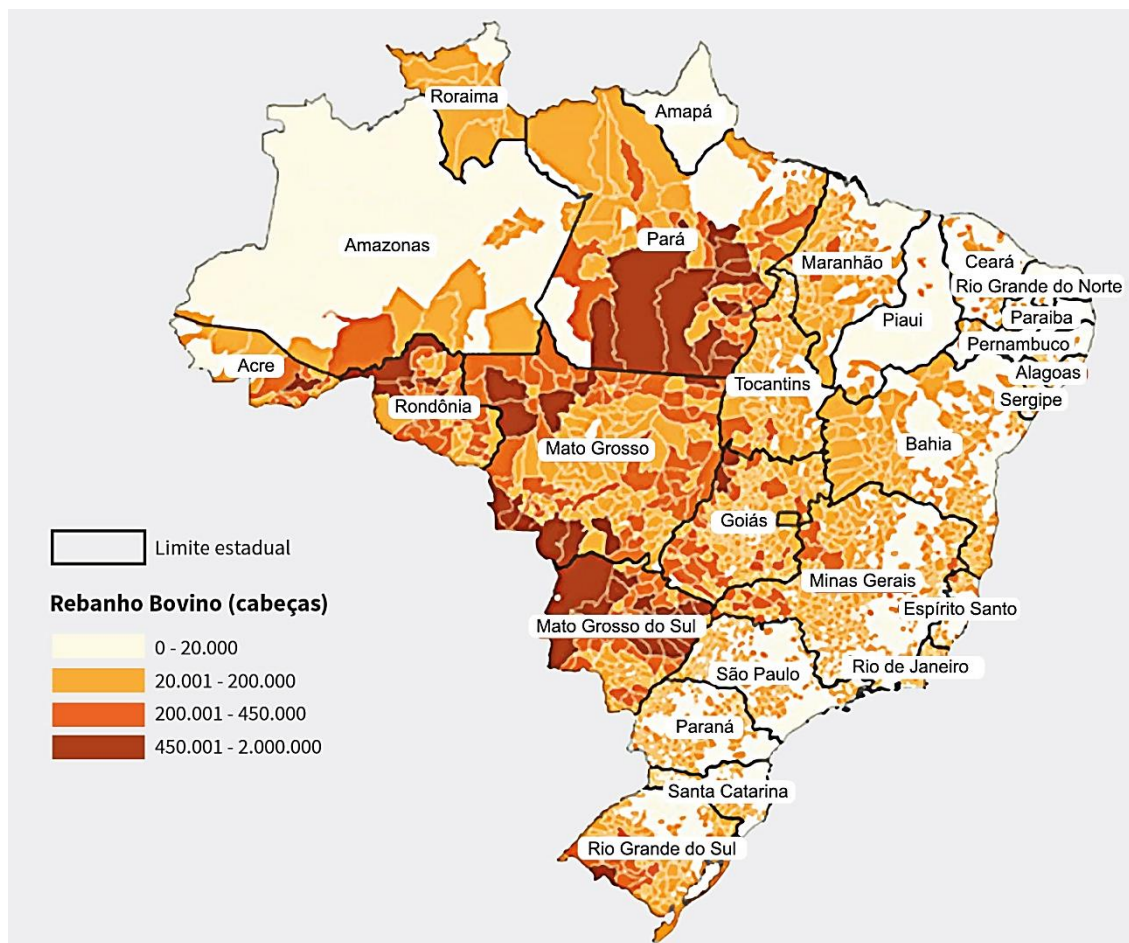 Roraima
Amapá
Amazonas
Pará
Maranhão
Ceará
Rio Grande do Norte
Piaui
Paraiba
Pernambuco
Acre
Tocantins
Alagoas
Sergipe
Rondônia
Mato Grosso
Bahia
Goiás
Limite estadual
Minas Gerais
Rebanho Bovino (cabeças)
Espírito Santo
Mato Grosso do Sul
0 - 20.000
Rio de Janeiro
São Paulo
20.001 - 200.000
200.001 - 450.000
Paraná
450.001 - 2.000.000
Santa Catarina
Rio Grande do Sul